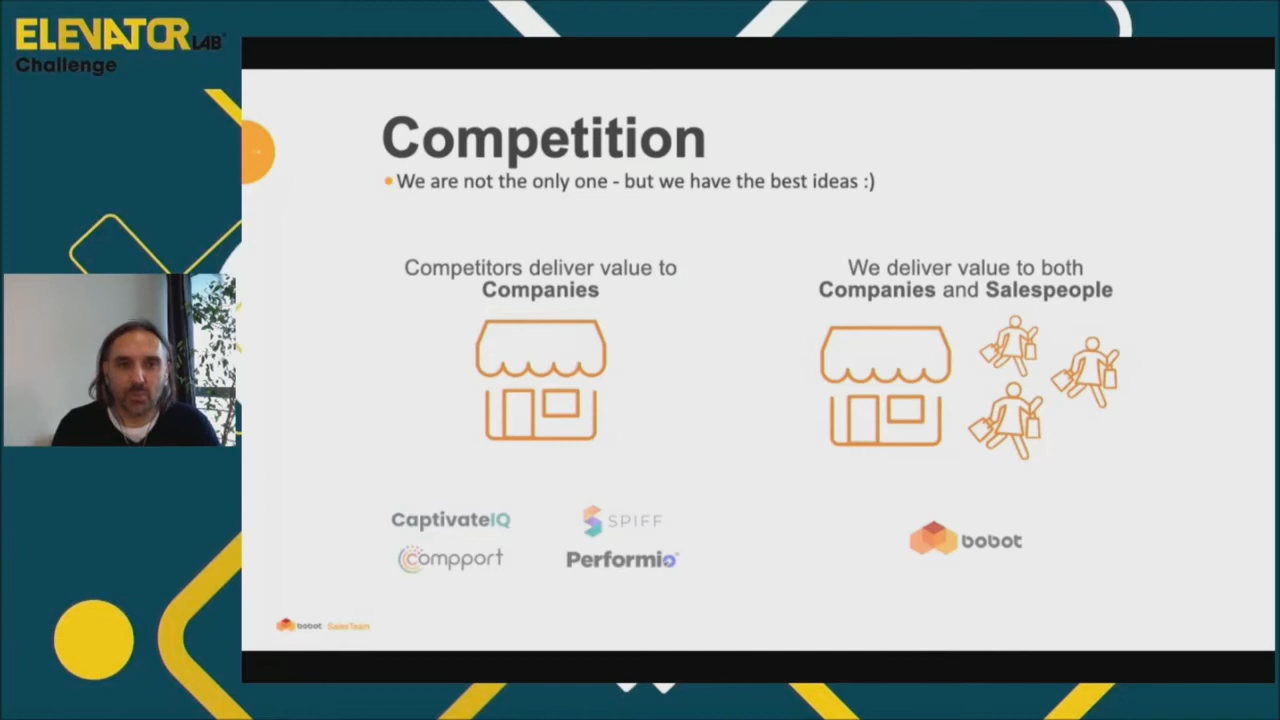 ELEVATOR LAB
Challenge
Competition
• We are not the only one - but we have the best ideas :)
Competitors deliver value to
Companies
We deliver value to both
Companies and Salespeople
CaptivateIQ
SPIFF
compport
Performio
bobot
bobot SalesTeam